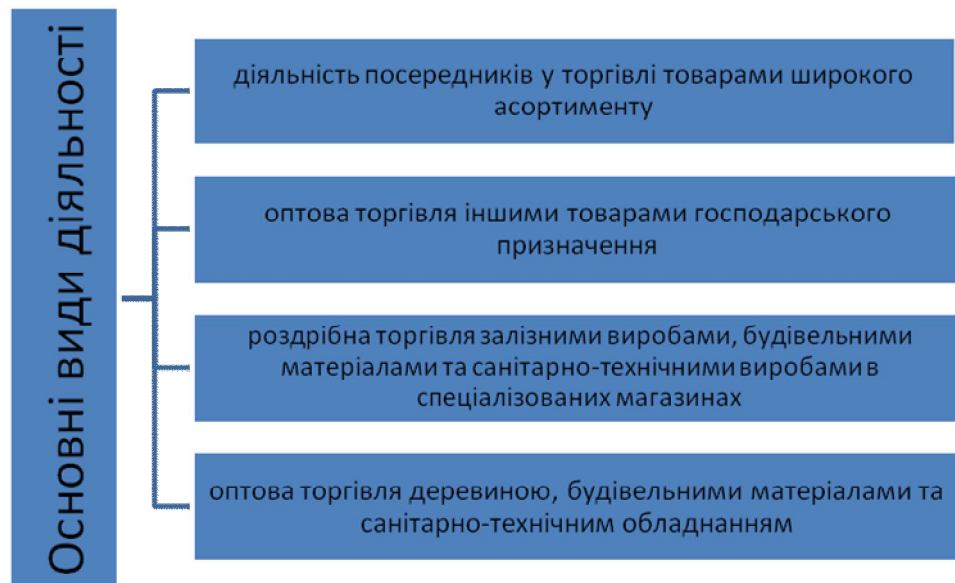 Основні види діяльності
діяльність посередників у торгівлі товарами широкого
асортименту
оптова торгівля іншими товарами господарського
призначення
роздрібна торгівля залізними виробами, будівельними
матеріалами та санітарно-технічними виробами в
спеціалізованих магазинах
оптова торгівля деревиною, будівельними матеріалами та
санітарно-технічним обладнанням